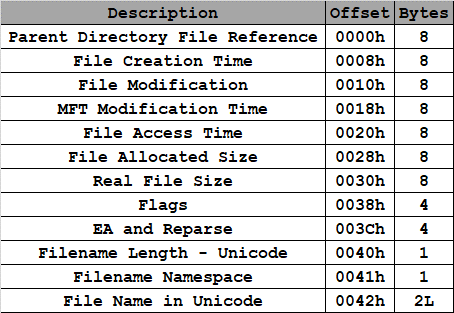 Description Offset Bytes
Parent Directory File Reference 0000h 8
File Creation Time 0008h 8
File Modification 0010h 8
MFT Modification Time 0018h 8
File Access Time 0020h 8
File Allocated Size 0028h 8
Real File Size 0030h 8
Flags 0038h 4
EA and Reparse 003Ch 4
Filename Length - Unicode 0040h 1
Filename Namespace 0041h 1
File Name in Unicode 0042h 2L